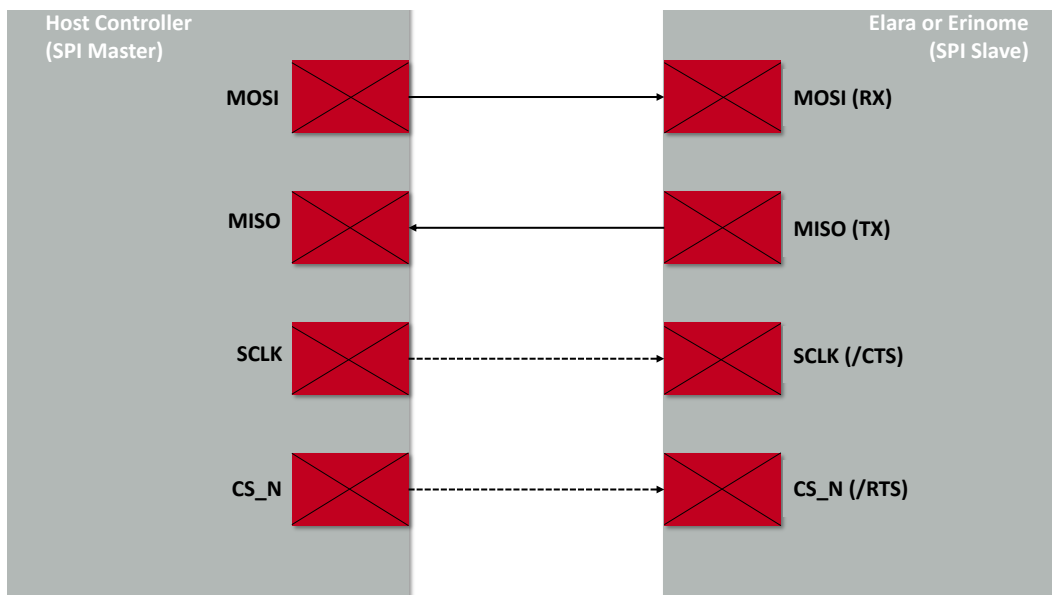 Host Controller
(SPI Master)
Elara or Erinome
(SPI Slave)
MOSI
MOSI (RX)
MISO
MISO (TX)
SCLK
SCLK (/CTS)
CS_N
CS_N (/RTS)